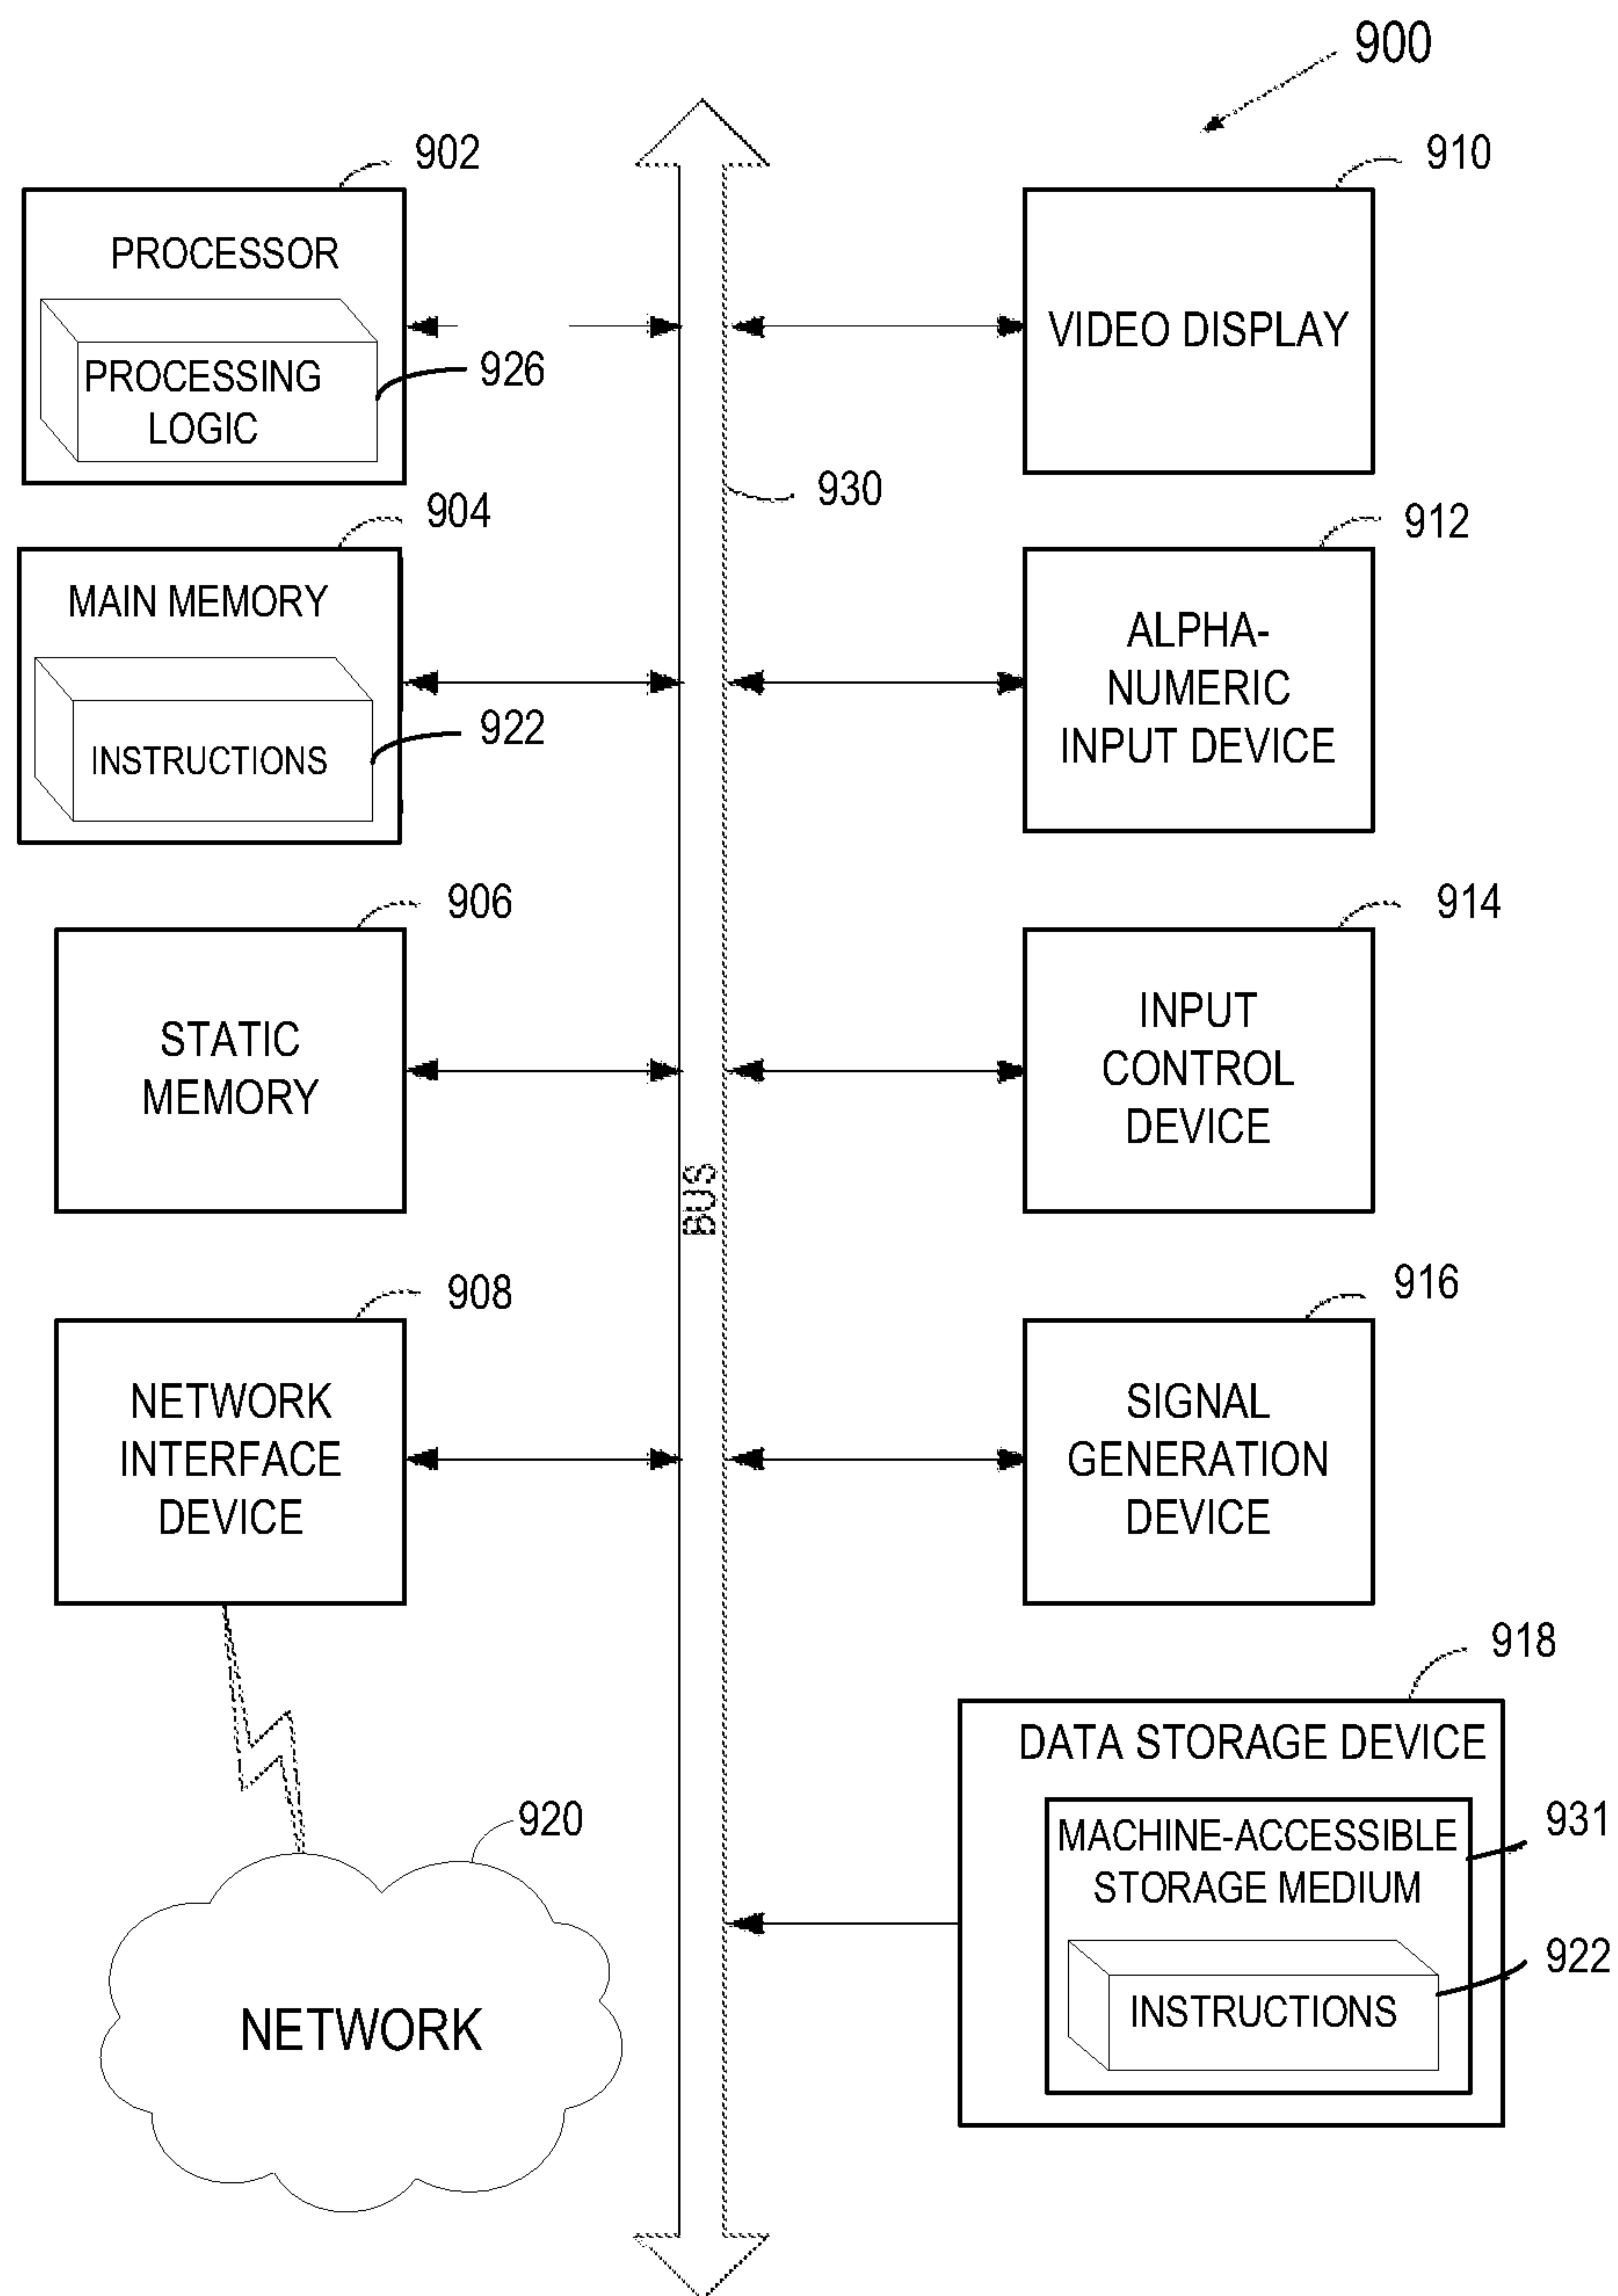 900
902
PROCESSOR
PROCESSING
LOGIC
926
910
VIDEO DISPLAY
930
904
MAIN MEMORY
INSTRUCTIONS
922
912
ALPHA-
NUMERIC
INPUT DEVICE
906
STATIC
MEMORY
914
INPUT
CONTROL
DEVICE
BUS
908
NETWORK
INTERFACE
DEVICE
916
SIGNAL
GENERATION
DEVICE
918
DATA STORAGE DEVICE
931
MACHINE-ACCESSIBLE
STORAGE MEDIUM
922
INSTRUCTIONS
920
NETWORK